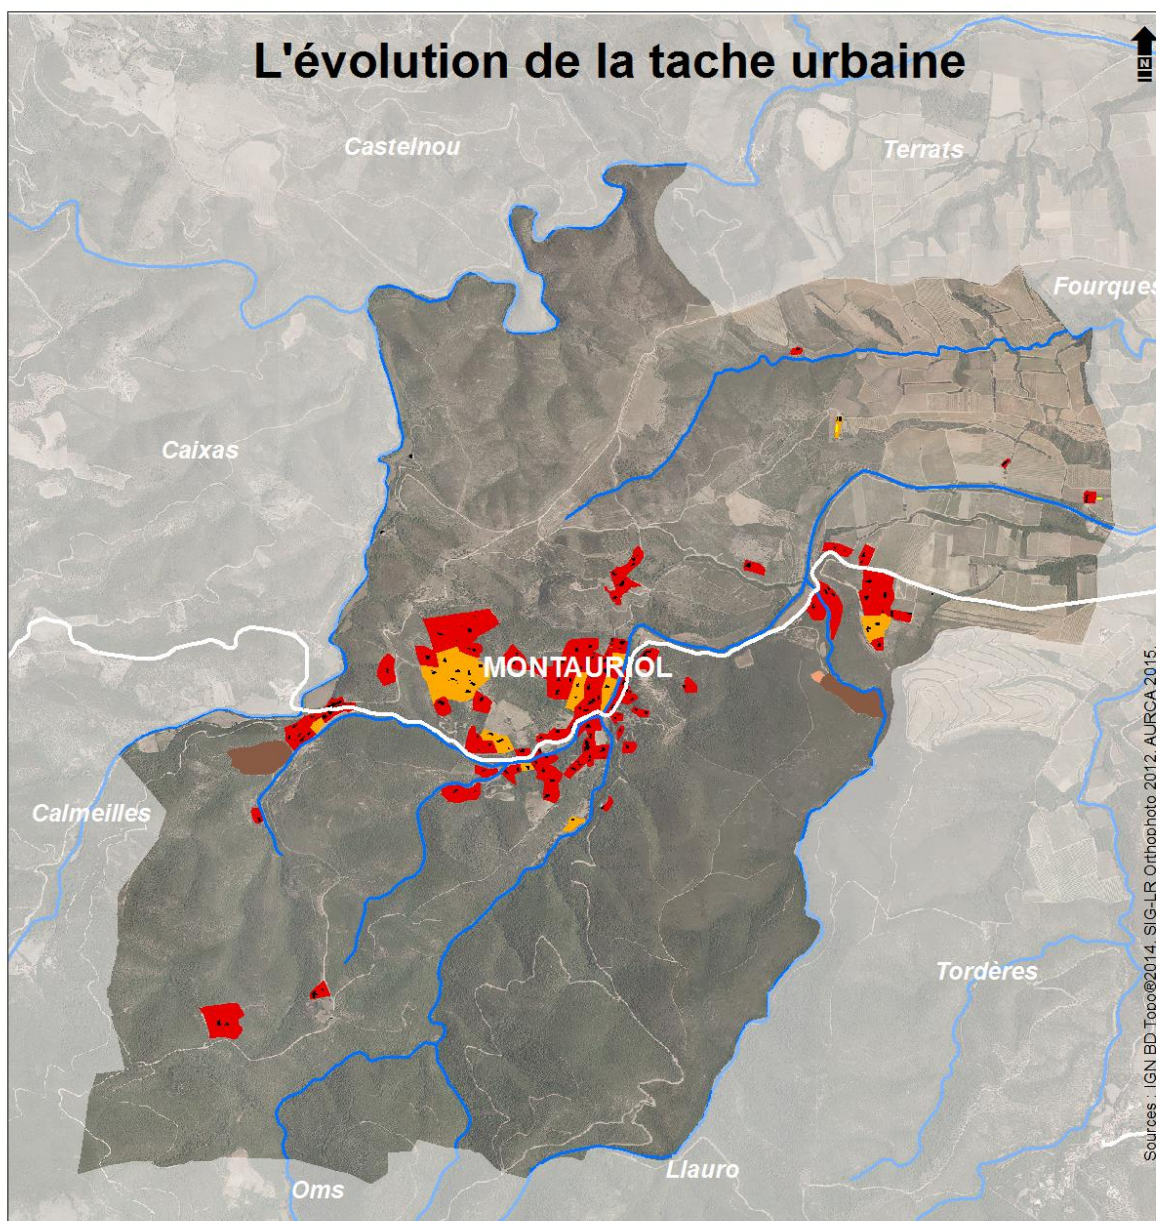 L'évolution de la tache urbaine
N
Castelnou
Terrats
Fourques
Caixas
MONTAURIOL
Calmeilles
Tordères
Llauro
Oms
Sources : IGN BD Topo®2014, SIG-LR Orthophoto 2012, AURCA 2015.